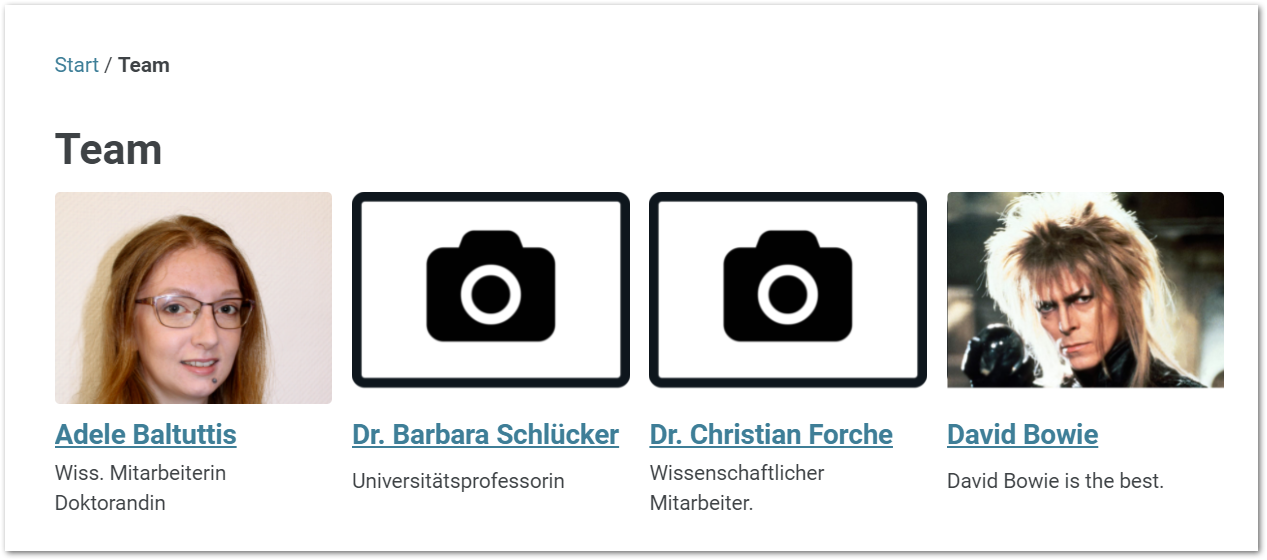 Start / Team
Team
Adele Baltuttis
Wiss. Mitarbeiterin
Doktorandin
Dr. Barbara Schlücker
Universitätsprofessorin
Dr. Christian Forche
Wissenschaftlicher
Mitarbeiter.
David Bowie
David Bowie is the best.